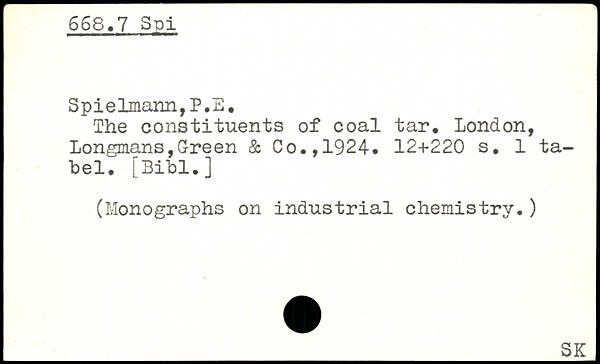 668.7 Spi
Spielmann,P.E.
The constituents of coal tar. London,
Longmans,Green & Co.,1924. 12+220 s. 1 ta-
bel. [Bibl.]
(Monographs on industrial chemistry.)
SK